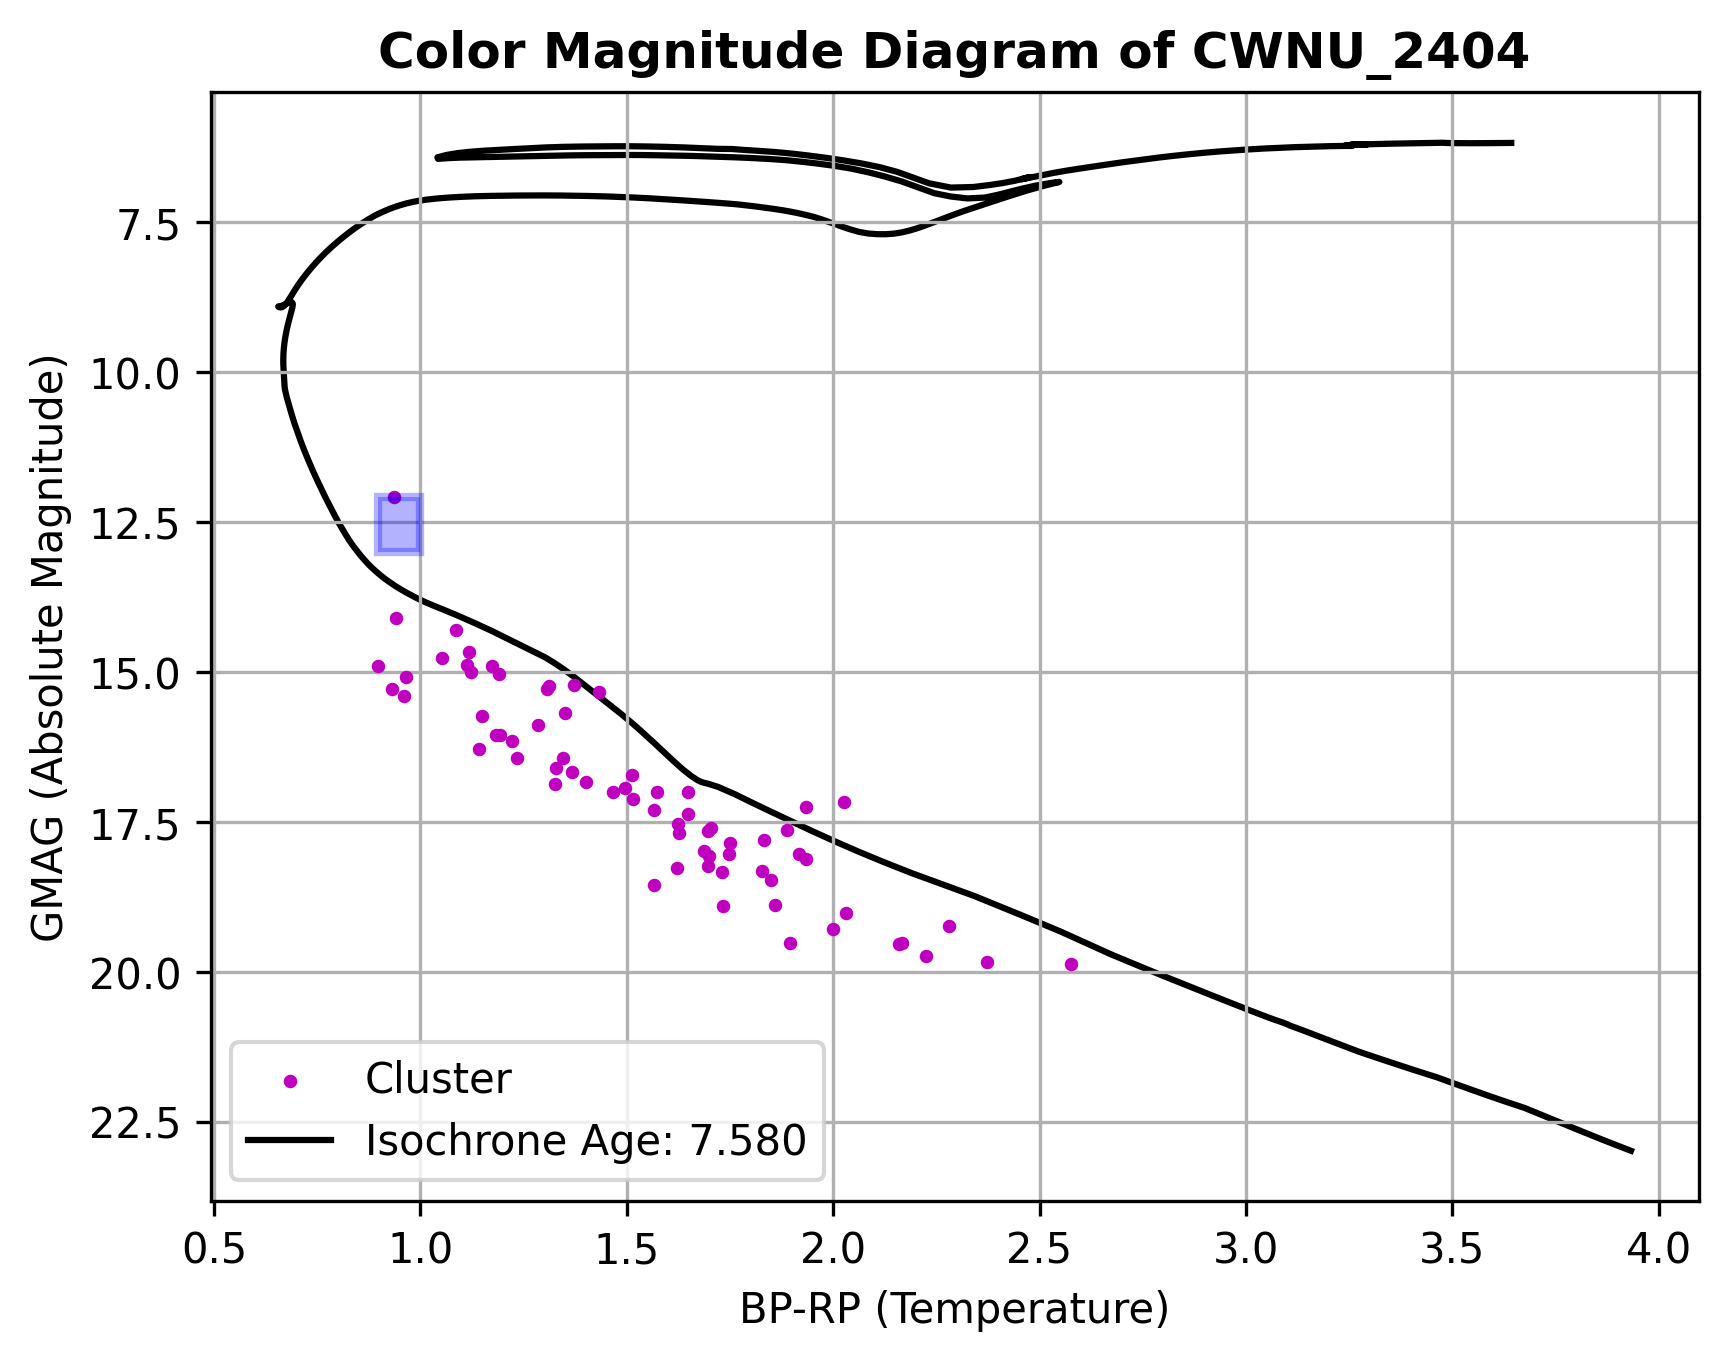 Color Magnitude Diagram of CWNU_2404
GMAG (Absolute Magnitude)
7.5
10.0
12.5
15.0
17.5
20.0
22.5
Cluster
Isochrone Age: 7.580
0.5 1.0 1.5 2.0 2.5 3.0 3.5 4.0
BP-RP (Temperature)